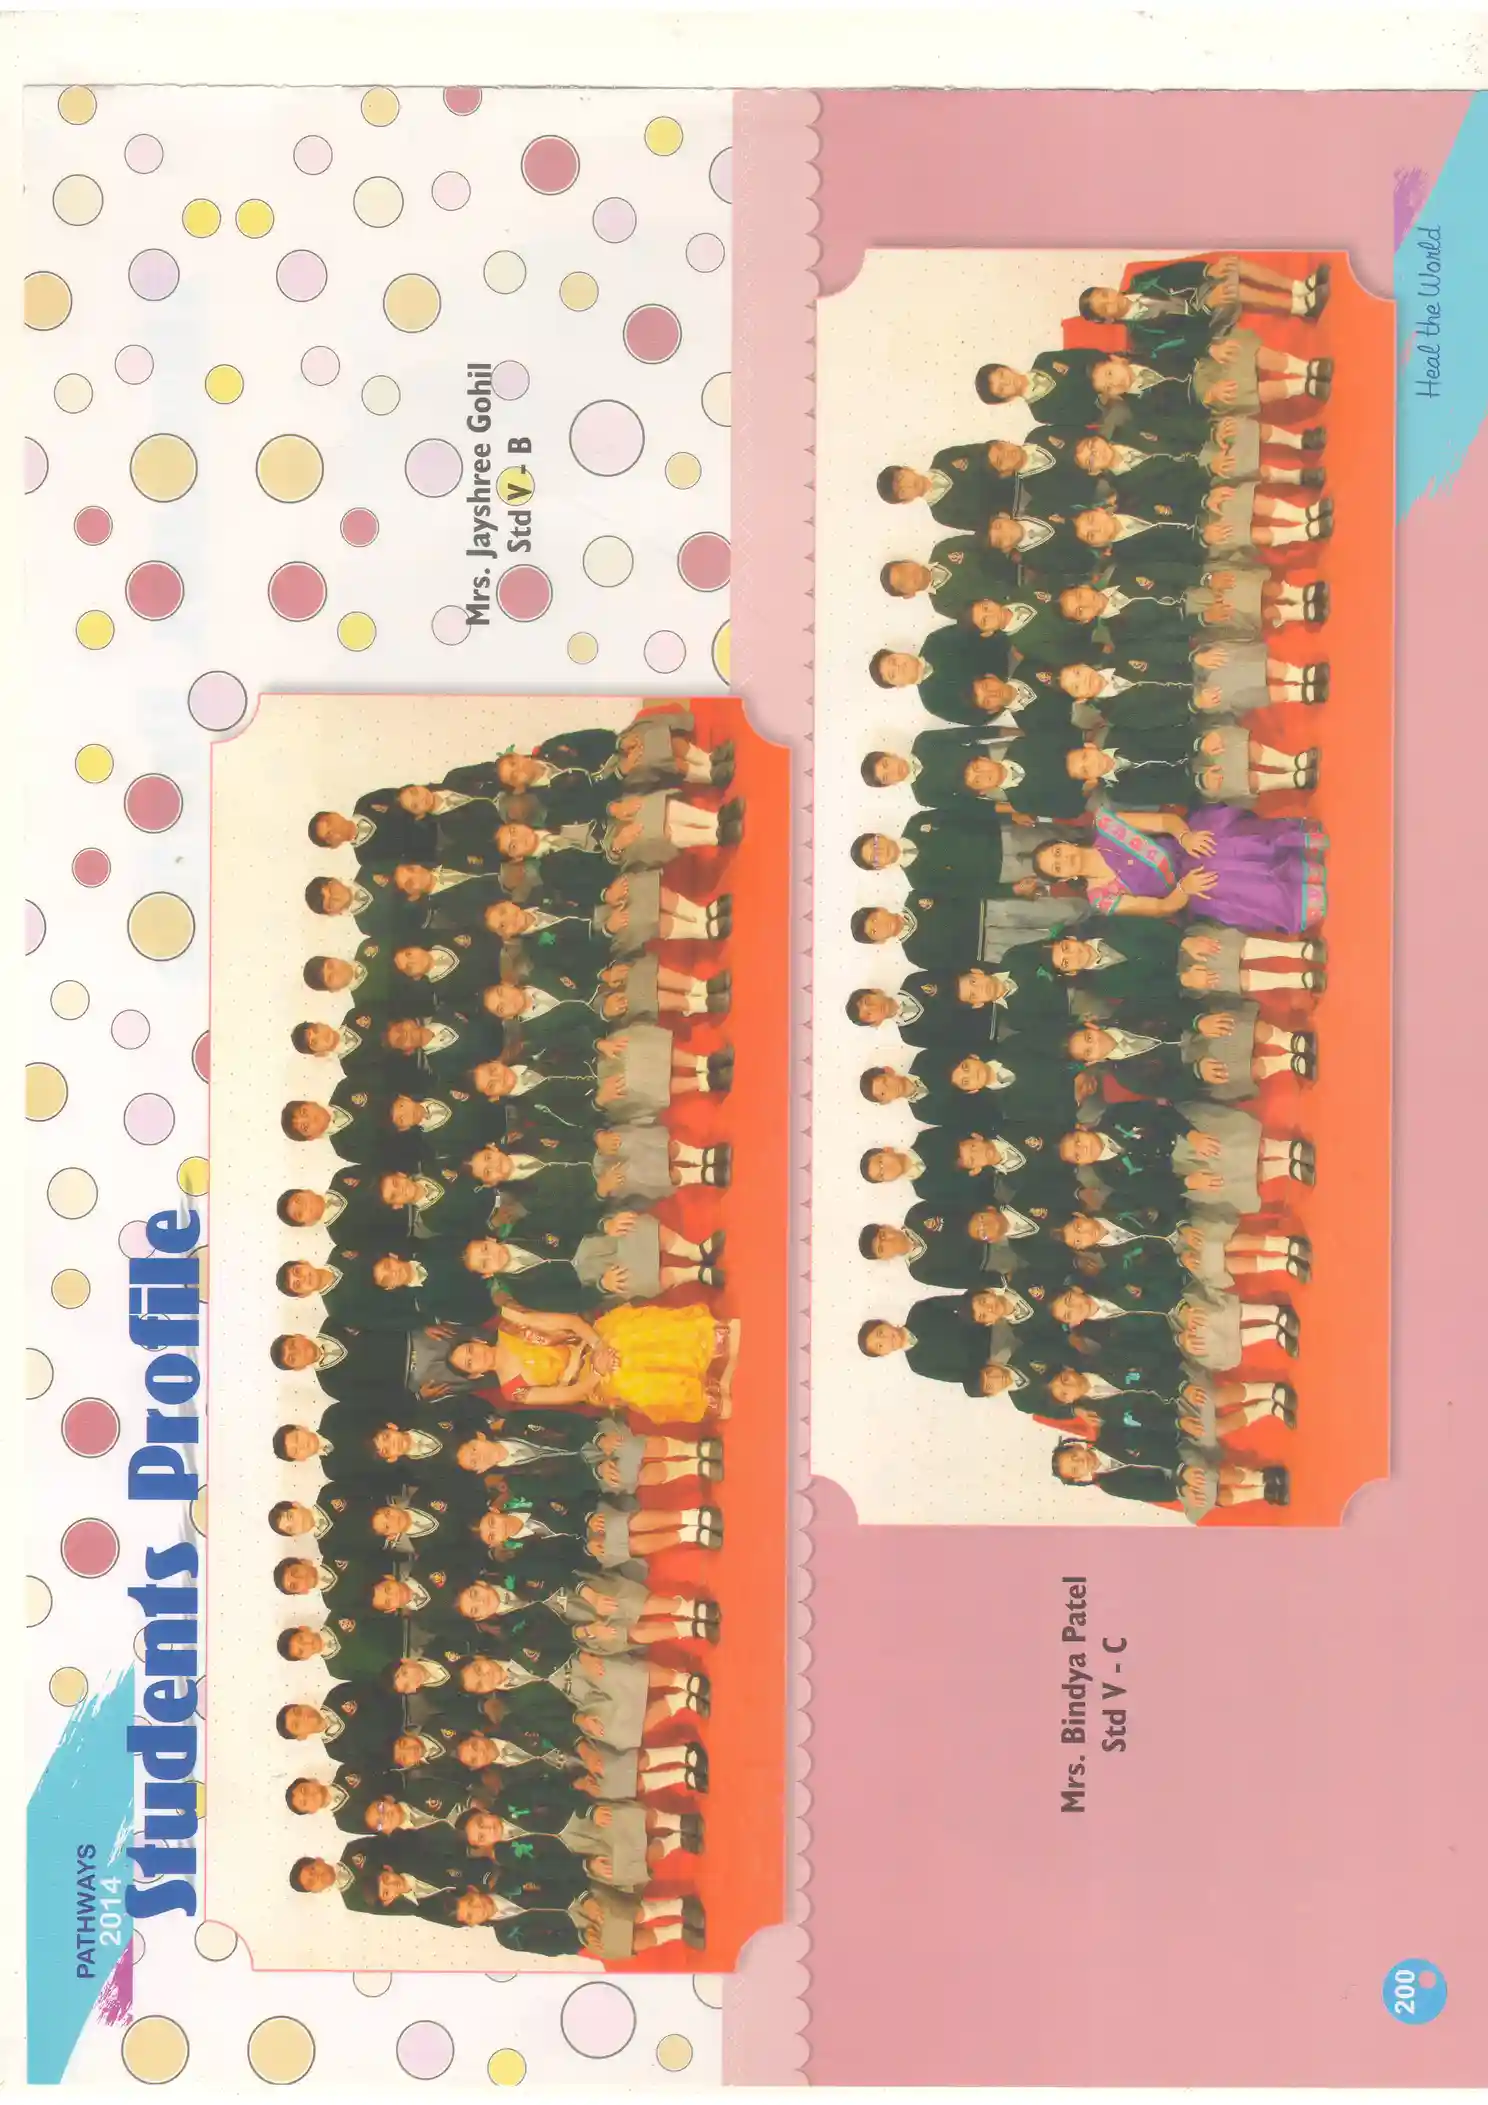 PATHWAYS
2014
Students Profile
Mrs. Jayshree Gohil
Std V - B
Mrs. Bindya Patel
Std V - C
200
Heal the World